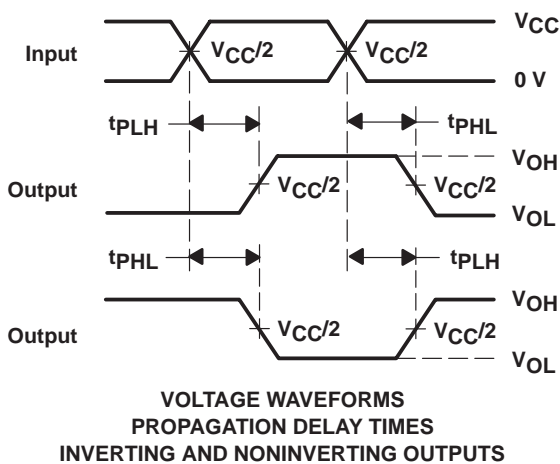 VCC
Input VCC/2 VCC/2
0 V
tPLH tPHL
VOH
Output VCC/2 VCC/2
VOL
tPHL tPLH
VOH
Output VCC/2 VCC/2
VOL
VOLTAGE WAVEFORMS
PROPAGATION DELAY TIMES
INVERTING AND NONINVERTING OUTPUTS